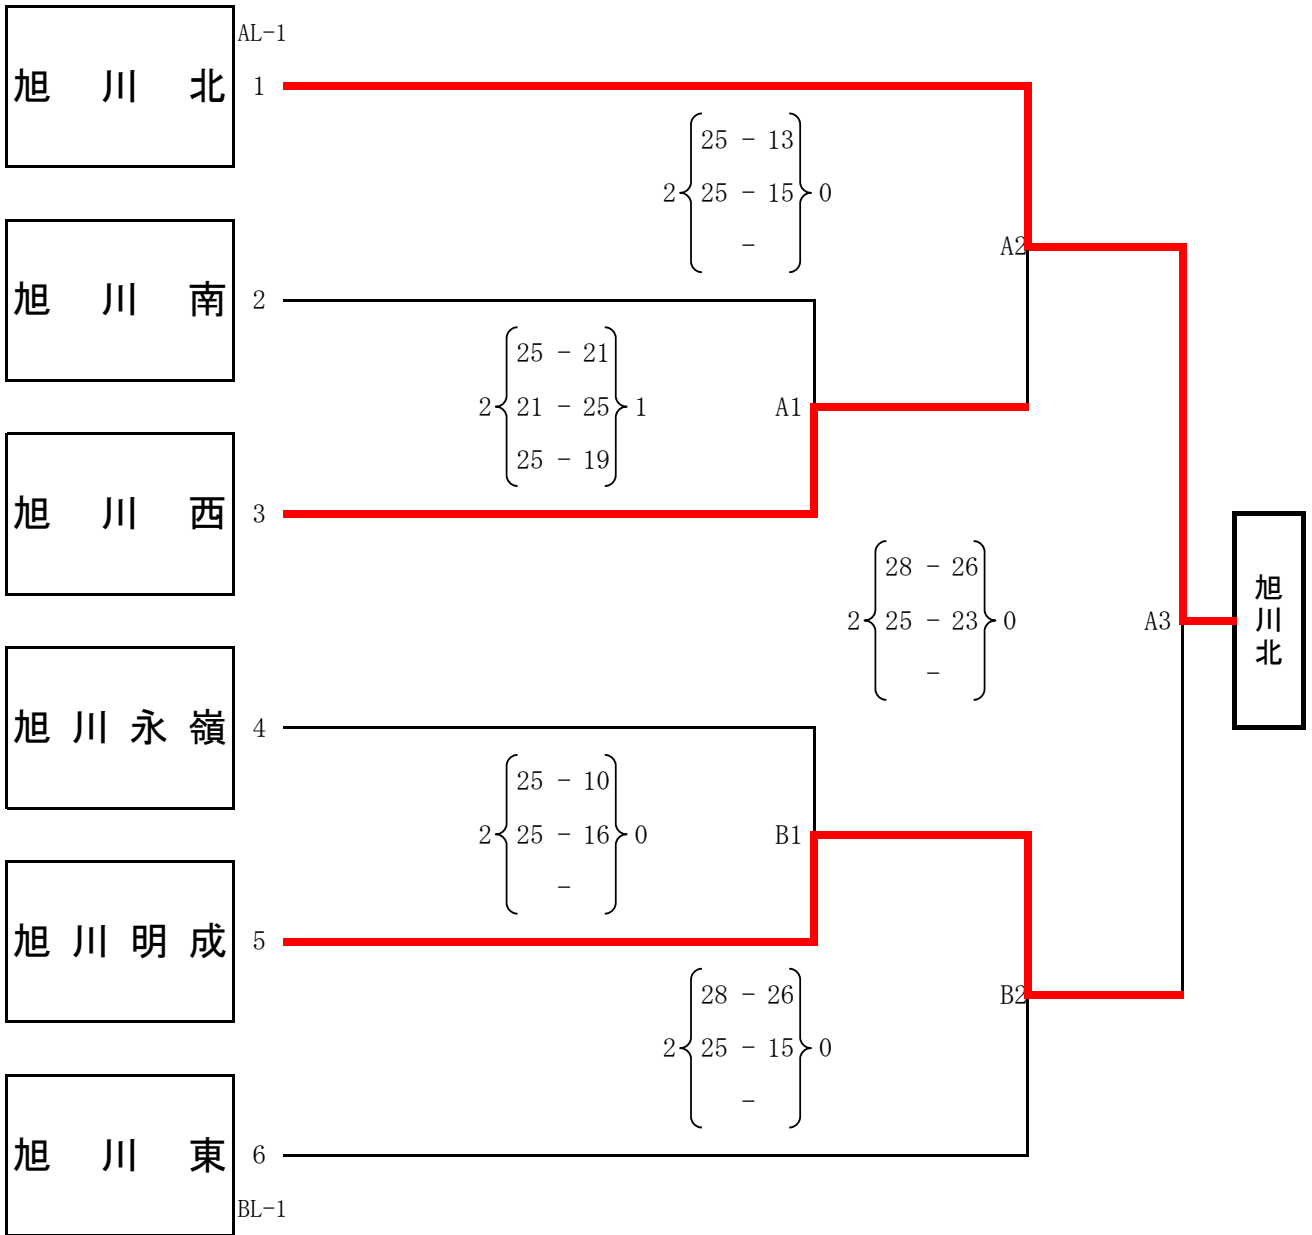 AL-1
旭川北 1
25 - 13
2 25 - 15 0
-
A2
旭川南 2
25 - 21
2 21 - 25 1
25 - 19
A1
旭川西 3
28 - 26
2 25 - 23 0
-
A3
旭川北
旭川永嶺 4
25 - 10
2 25 - 16 0
-
B1
旭川明成 5
28 - 26
2 25 - 15 0
-
B2
旭川東 6
BL-1